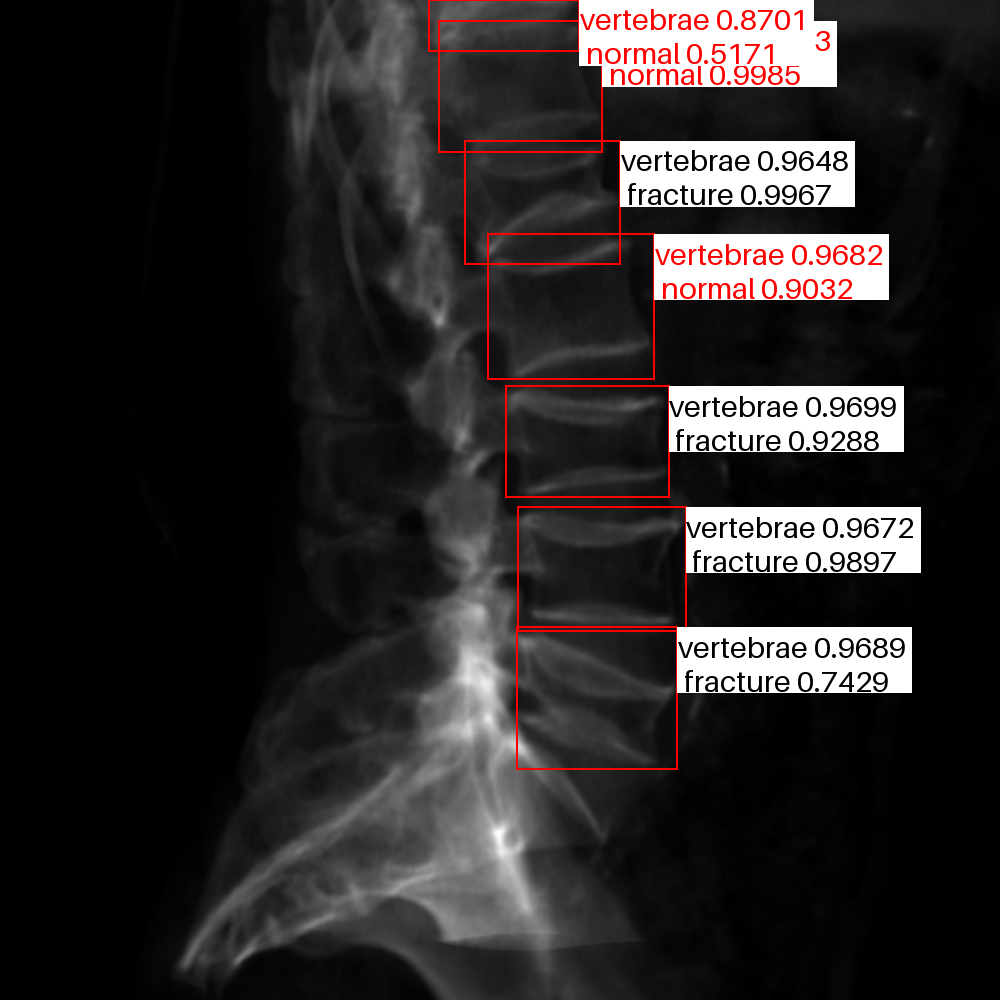 vertebrae 0.8701
normal 0.5171
3
normal 0.9985
vertebrae 0.9648
fracture 0.9967
vertebrae 0.9682
normal 0.9032
vertebrae 0.9699
fracture 0.9288
vertebrae 0.9672
fracture 0.9897
vertebrae 0.9689
fracture 0.7429